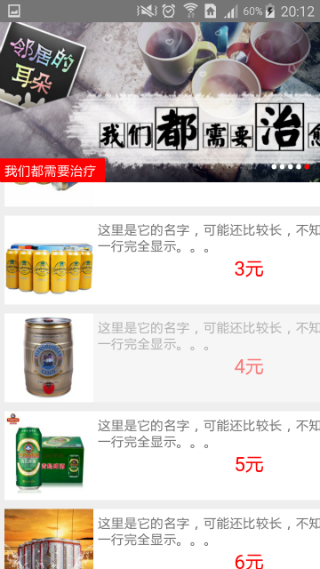 60% 20:12
邻居的
耳朵
我们都需要治愈
我们都需要治疗
这里是它的名字，可能还比较长，不知
一行完全显示。。。
3元
这里是它的名字，可能还比较长，不知
一行完全显示。。。
4元
这里是它的名字，可能还比较长，不知
一行完全显示。。。
5元
这里是它的名字，可能还比较长，不知
一行完全显示。。。
6元